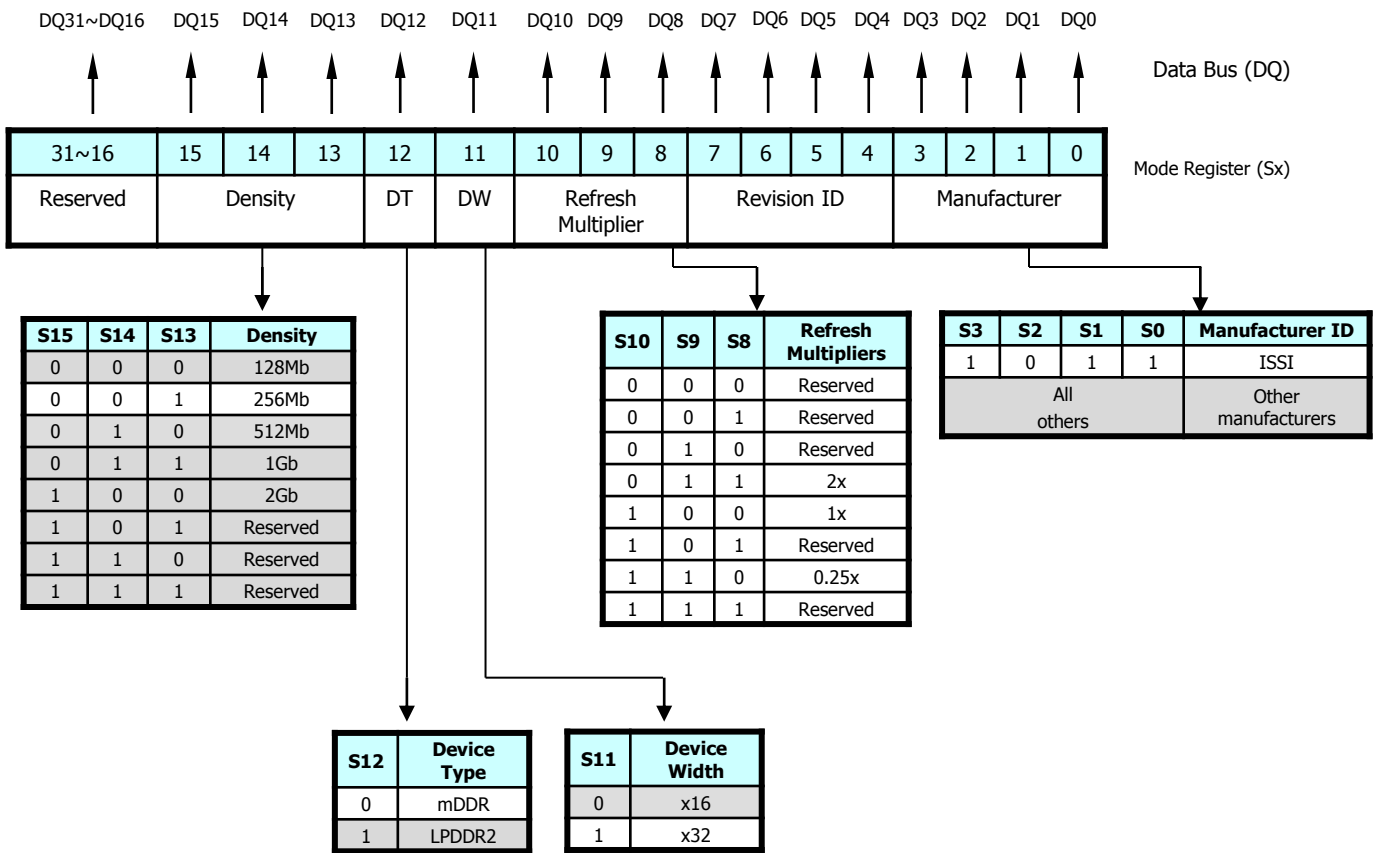 DQ31~DQ16 DQ15 DQ14 DQ13 DQ12 DQ11 DQ10 DQ9 DQ8 DQ7 DQ6 DQ5 DQ4 DQ3 DQ2 DQ1 DQ0
Data Bus (DQ)
31~16 15 14 13 12 11 10 9 8 7 6 5 4 3 2 1 0
Mode Register (Sx)
Reserved Density DT DW Refresh Revision ID Manufacturer
Multiplier
S15 S14 S13 Density
0 0 0 128Mb
0 0 1 256Mb
0 1 0 512Mb
0 1 1 1Gb
1 0 0 2Gb
1 0 1 Reserved
1 1 0 Reserved
1 1 1 Reserved
S10 S9 S8 Refresh
Multipliers
0 0 0 Reserved
0 0 1 Reserved
0 1 0 Reserved
0 1 1 2x
1 0 0 1x
1 0 1 Reserved
1 1 0 0.25x
1 1 1 Reserved
S3 S2 S1 S0 Manufacturer ID
1 0 1 1 ISSI
All Other
others manufacturers
S12 Device
Type
0 mDDR
1 LPDDR2
S11 Device
Width
0 x16
1 x32